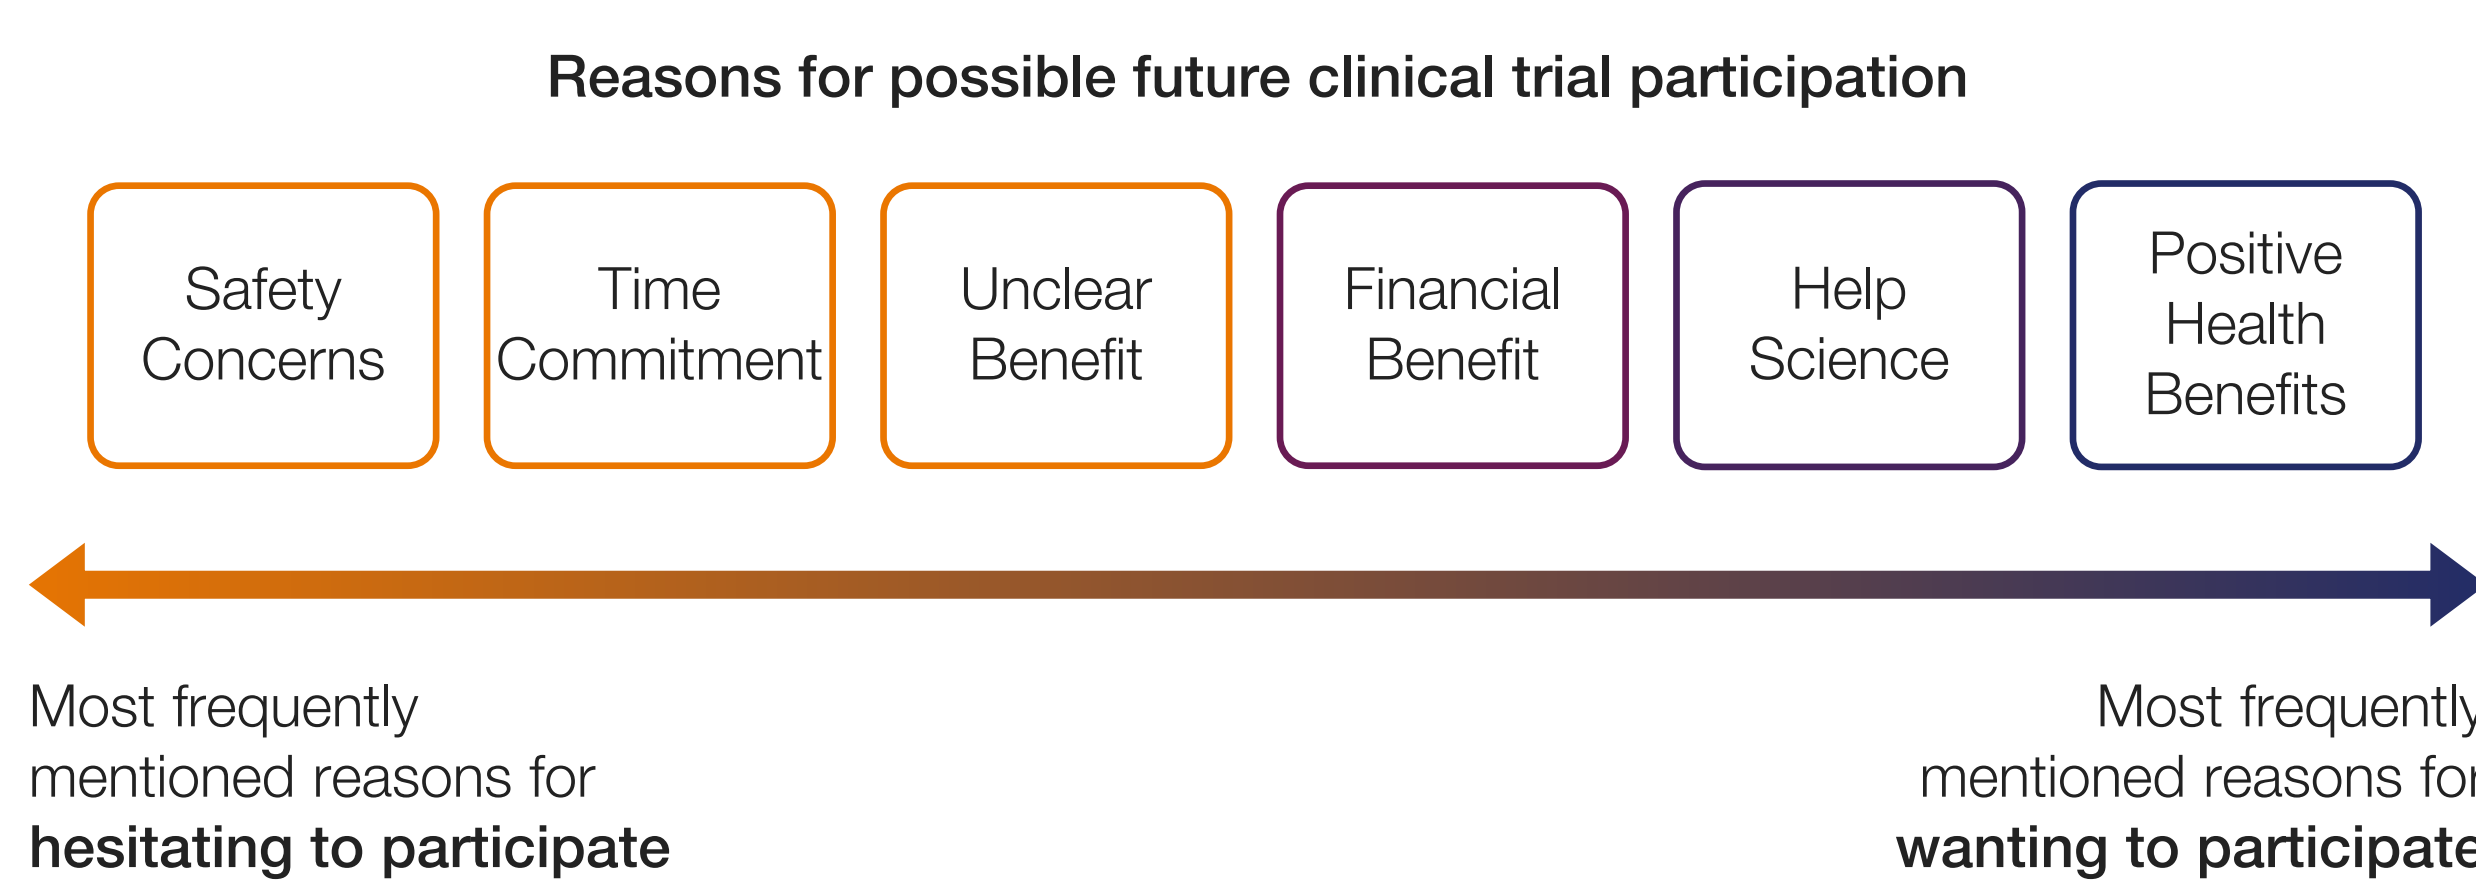 Reasons for possible future clinical trial participation
Safety
Concerns
Time
Commitment
Unclear
Benefit
Financial
Benefit
Help
Science
Positive
Health
Benefits
Most frequently
mentioned reasons for
hesitating to participate
Most frequently
mentioned reasons for
wanting to participate